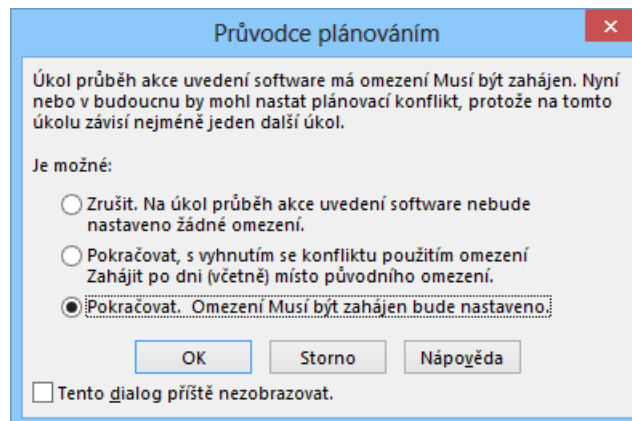 Průvodce plánováním
Úkol průběh akce uvedení software má omezení Musí být zahájen. Nyní
nebo v budoucnu by mohl nastat plánovací konflikt, protože na tomto
úkolu závisí nejméně jeden další úkol.
Je možné:
Zrušit. Na úkol průběh akce uvedení software nebude
nastaveno žádné omezení.
Pokračovat, s vyhnutím se konfliktu použitím omezení
Zahájit po dni (včetně) místo původního omezení.
Pokračovat.  Omezení Musí být zahájen bude nastaveno.
OK
Storno
Nápověda
Tento dialog příště nezobrazovat.